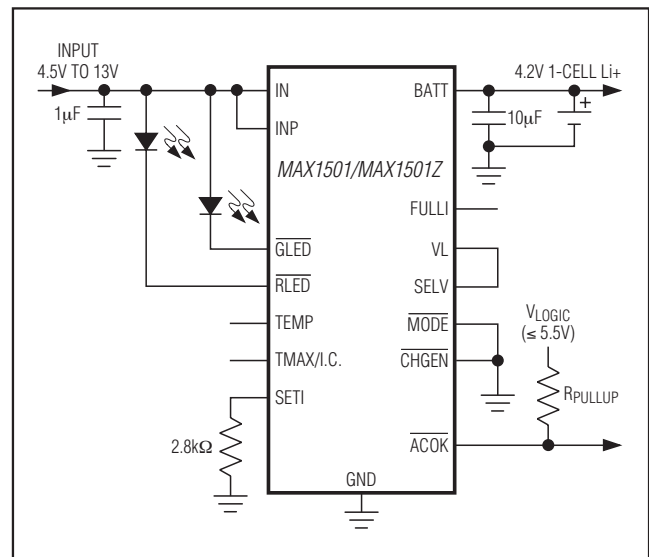 INPUT
4.5V TO 13V
4.2V 1-CELL Li+
IN
BATT
1μF
10μF
+
INP
MAX1501/MAX1501Z
FULLI
GLED
VL
RLED
SELV
TEMP
MODE
VLOGIC
(≤ 5.5V)
TMAX/I.C.
CHGEN
RPULLUP
SETI
2.8kΩ
ACOK
GND